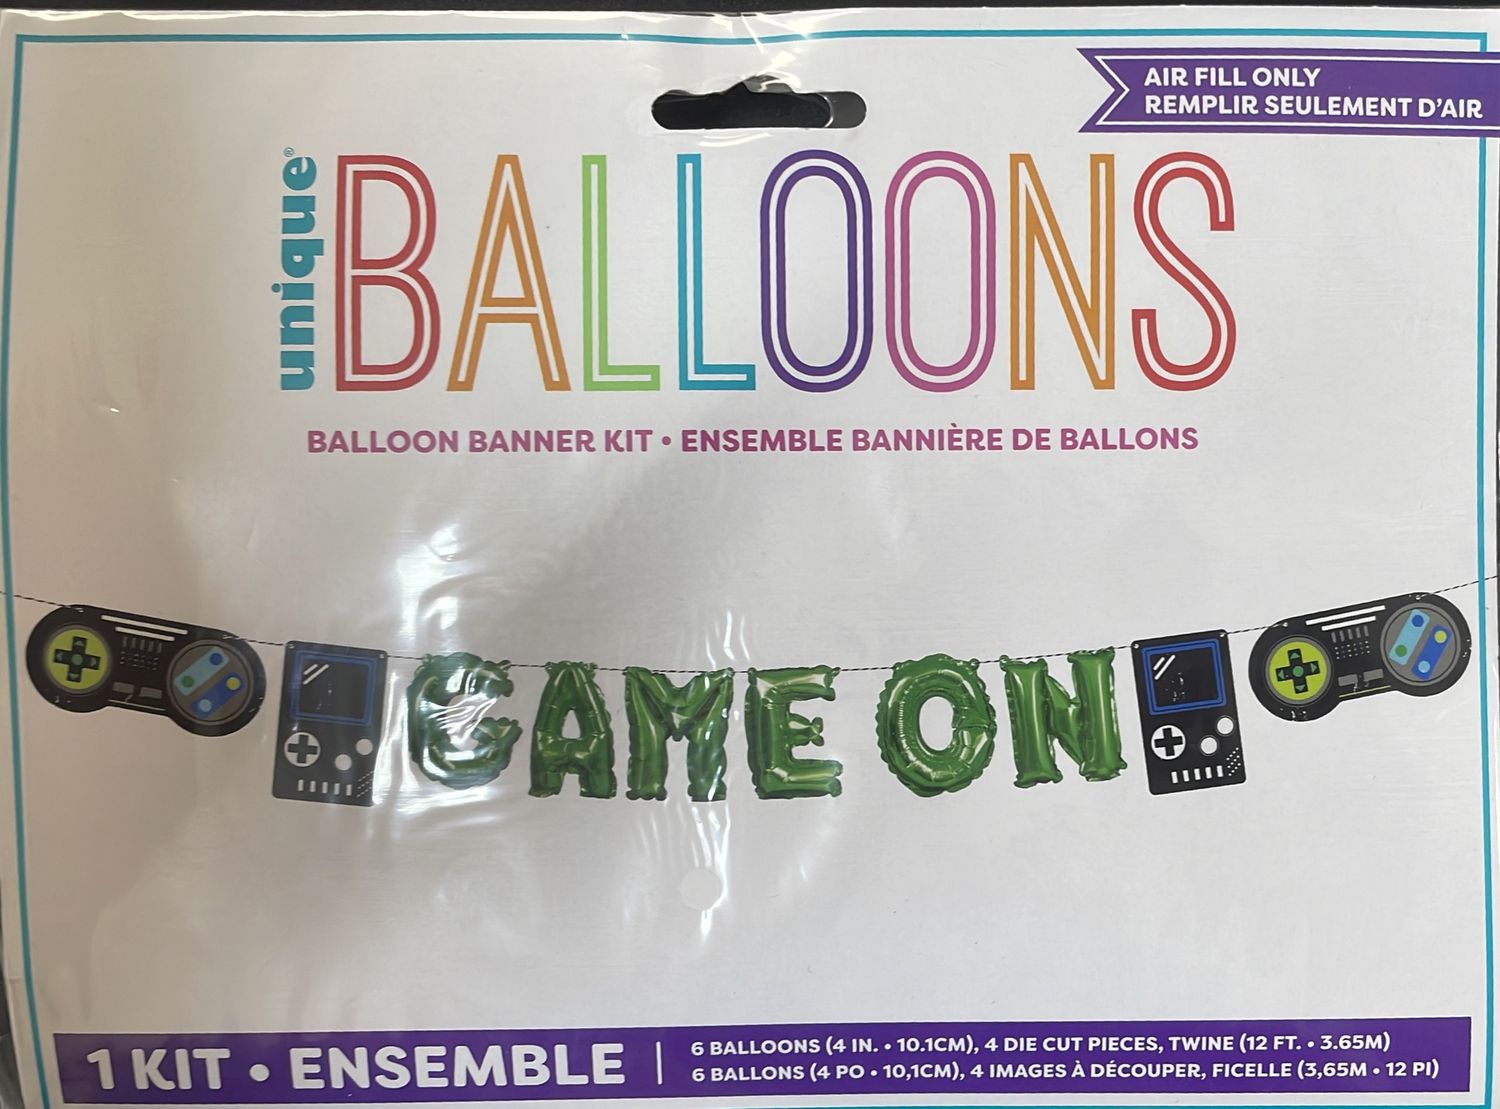 AIR FILL ONLY
REMPLIR SEULEMENT D'AIR
unique®
BALLOONS
BALLOON BANNER KIT • ENSEMBLE BANNIÈRE DE BALLONS
GAME ON
1 KIT • ENSEMBLE
6 BALLOONS (4 IN. • 10.1CM), 4 DIE CUT PIECES, TWINE (12 FT. • 3.65M)
6 BALLONS (4 PO • 10,1CM), 4 IMAGES À DÉCOUPER, FICELLE (3,65M • 12 PI)